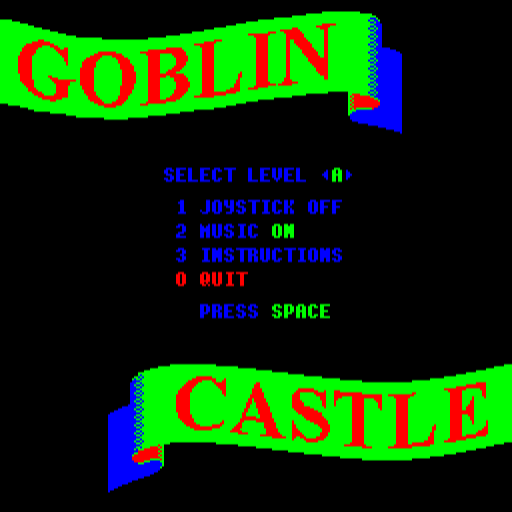 GOBLIN
SELECT LEVEL A
1 JOYSTICK OFF
2 MUSIC ON
3 INSTRUCTIONS
0 QUIT
PRESS SPACE
CASTLE